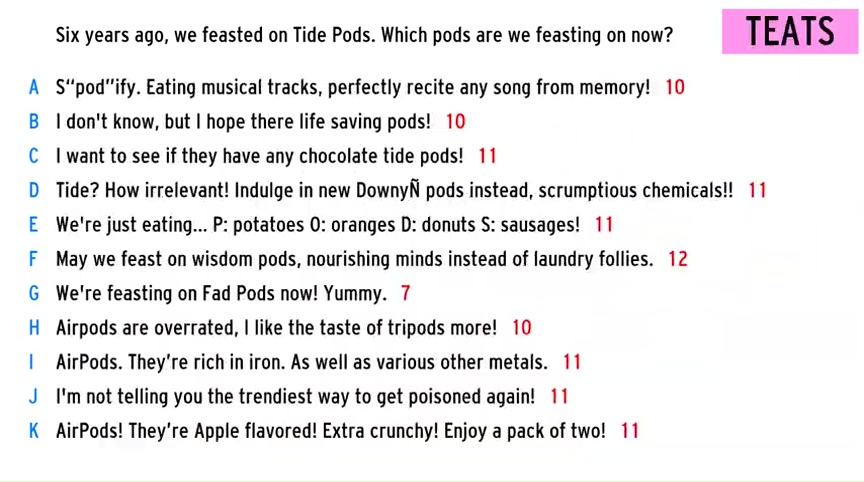 TEATS
Six years ago, we feasted on Tide Pods. Which pods are we feasting on now?
A S“pod”ify. Eating musical tracks, perfectly recite any song from memory! 10
B I don't know, but I hope there life saving pods! 10
C I want to see if they have any chocolate tide pods! 11
D Tide? How irrelevant! Indulge in new DownyÑ pods instead, scrumptious chemicals!! 11
E We're just eating... P: potatoes O: oranges D: donuts S: sausages! 11
F May we feast on wisdom pods, nourishing minds instead of laundry follies. 12
G We're feasting on Fad Pods now! Yummy. 7
H Airpods are overrated, I like the taste of tripods more! 10
I AirPods. They’re rich in iron. As well as various other metals. 11
J I'm not telling you the trendiest way to get poisoned again! 11
K AirPods! They’re Apple flavored! Extra crunchy! Enjoy a pack of two! 11